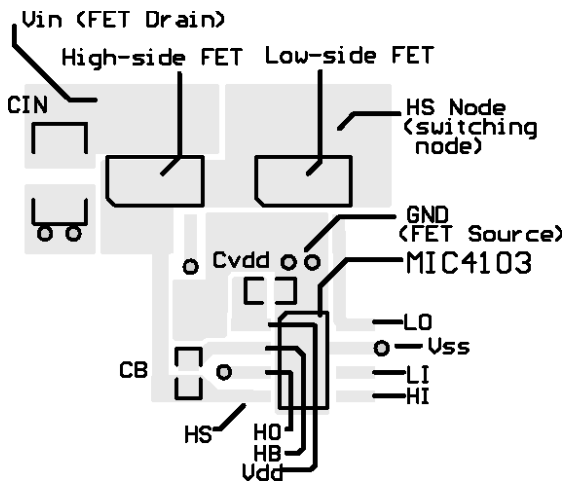 Vin (FET Drain)
High-side FET
Low-side FET
CIN
HS Node
(switching
node)
GND
(FET Source)
Cvdd
MIC4103
LO
Vss
CB
LI
HI
HS
HO
HB
Vdd